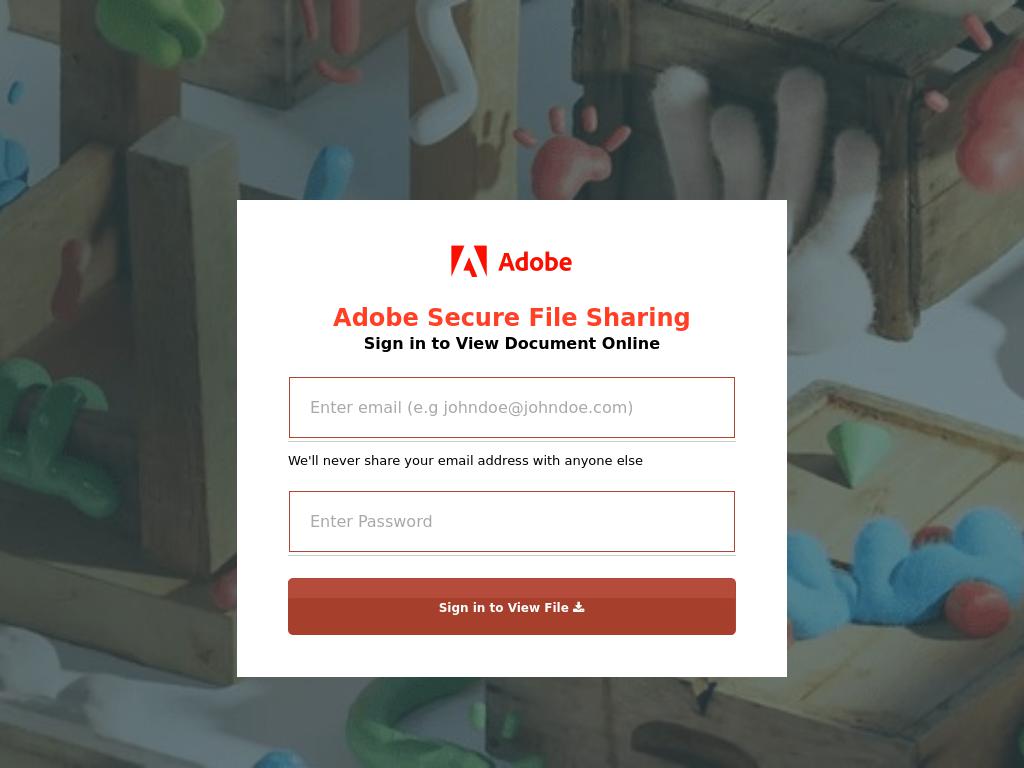 Adobe
Adobe Secure File Sharing
Sign in to View Document Online
Enter email (e.g johndoe@johndoe.com)
We'll never share your email address with anyone else
Enter Password
Sign in to View File